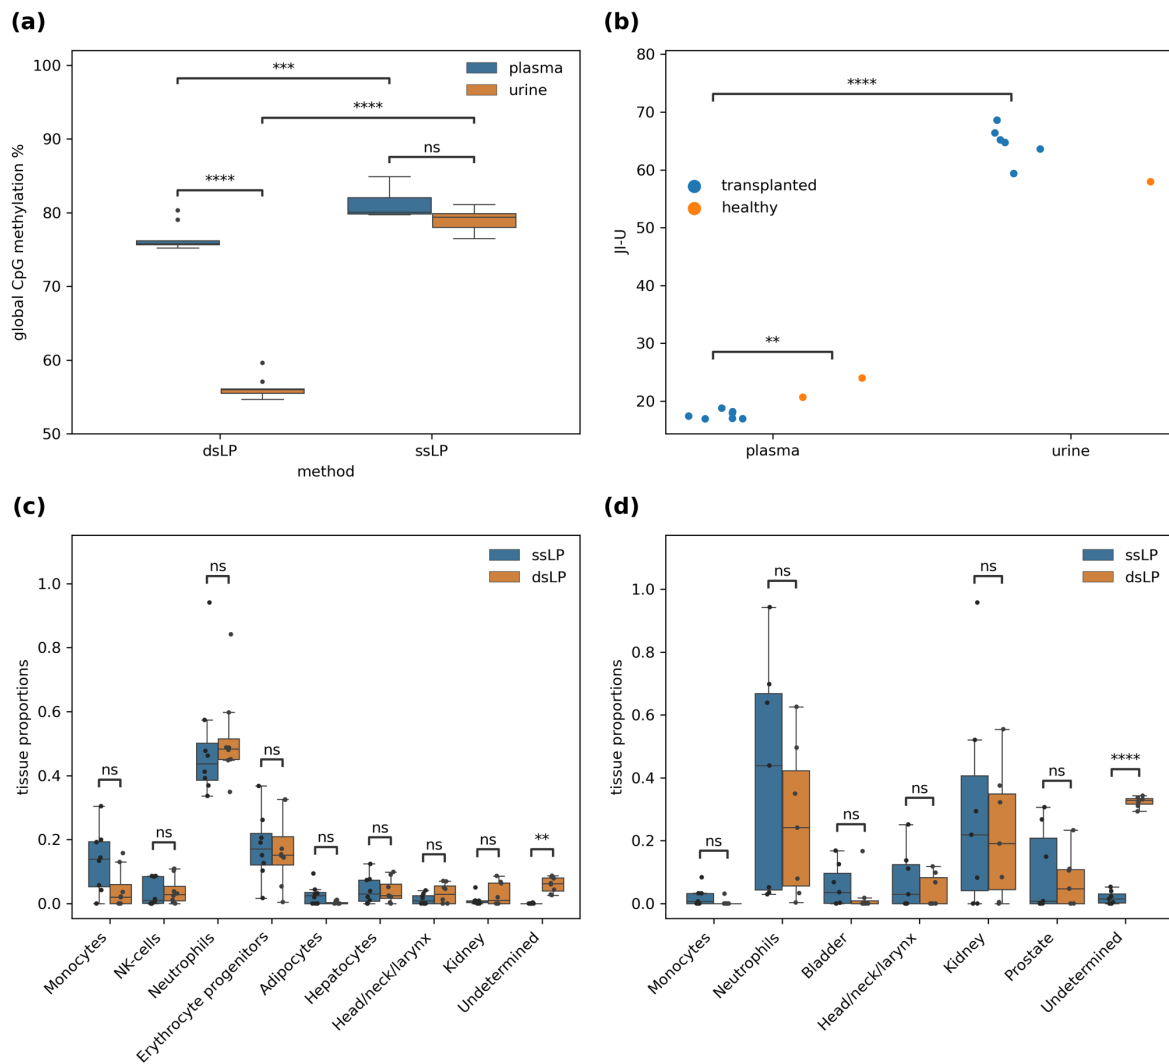 (a)
100
90
80
70
60
50
global CpG methylation %
plasma
urine
***
****
ns
****
dsLP
ssLP
method
(b)
80
70
60
50
40
30
20
JI-U
****
transplanted
healthy
**
plasma
urine
(c)
1.0
0.8
0.6
0.4
0.2
0.0
tissue proportions
ssLP
dsLP
ns
ns
ns
ns
ns
ns
ns
ns
**
Monocytes
NK-cells
Neutrophils
Erythrocyte progenitors
Adipocytes
Hepatocytes
Head/neck/larynx
Kidney
Undetermined
(d)
1.0
0.8
0.6
0.4
0.2
0.0
tissue proportions
ssLP
dsLP
ns
ns
ns
ns
ns
ns
****
Monocytes
Neutrophils
Bladder
Head/neck/larynx
Kidney
Prostate
Undetermined